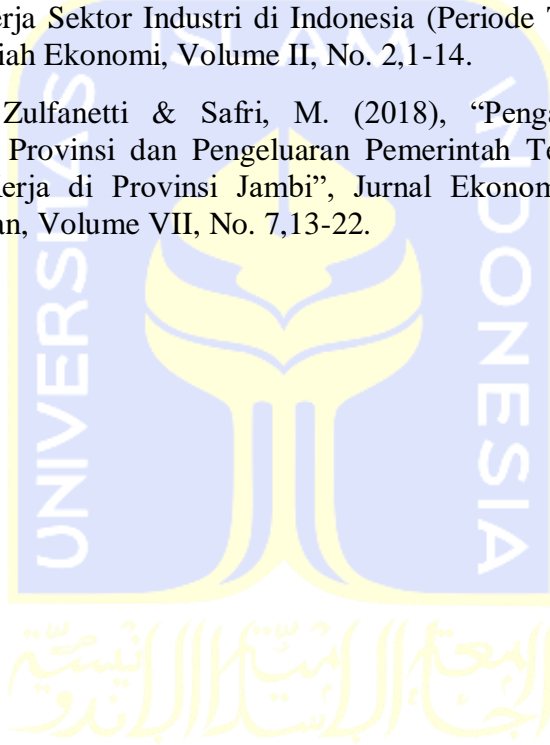 erja Sektor Industri di Indonesia (Periode
iah Ekonomi, Volume II, No. 2,1-14.
Zulfanetti & Safri, M. (2018), “Penga
Provinsi dan Pengeluaran Pemerintah Te
erja di Provinsi Jambi”, Jurnal Ekonom
an, Volume VII, No. 7,13-22.
ISLAM
UNIVERSITAS
INDONESIA